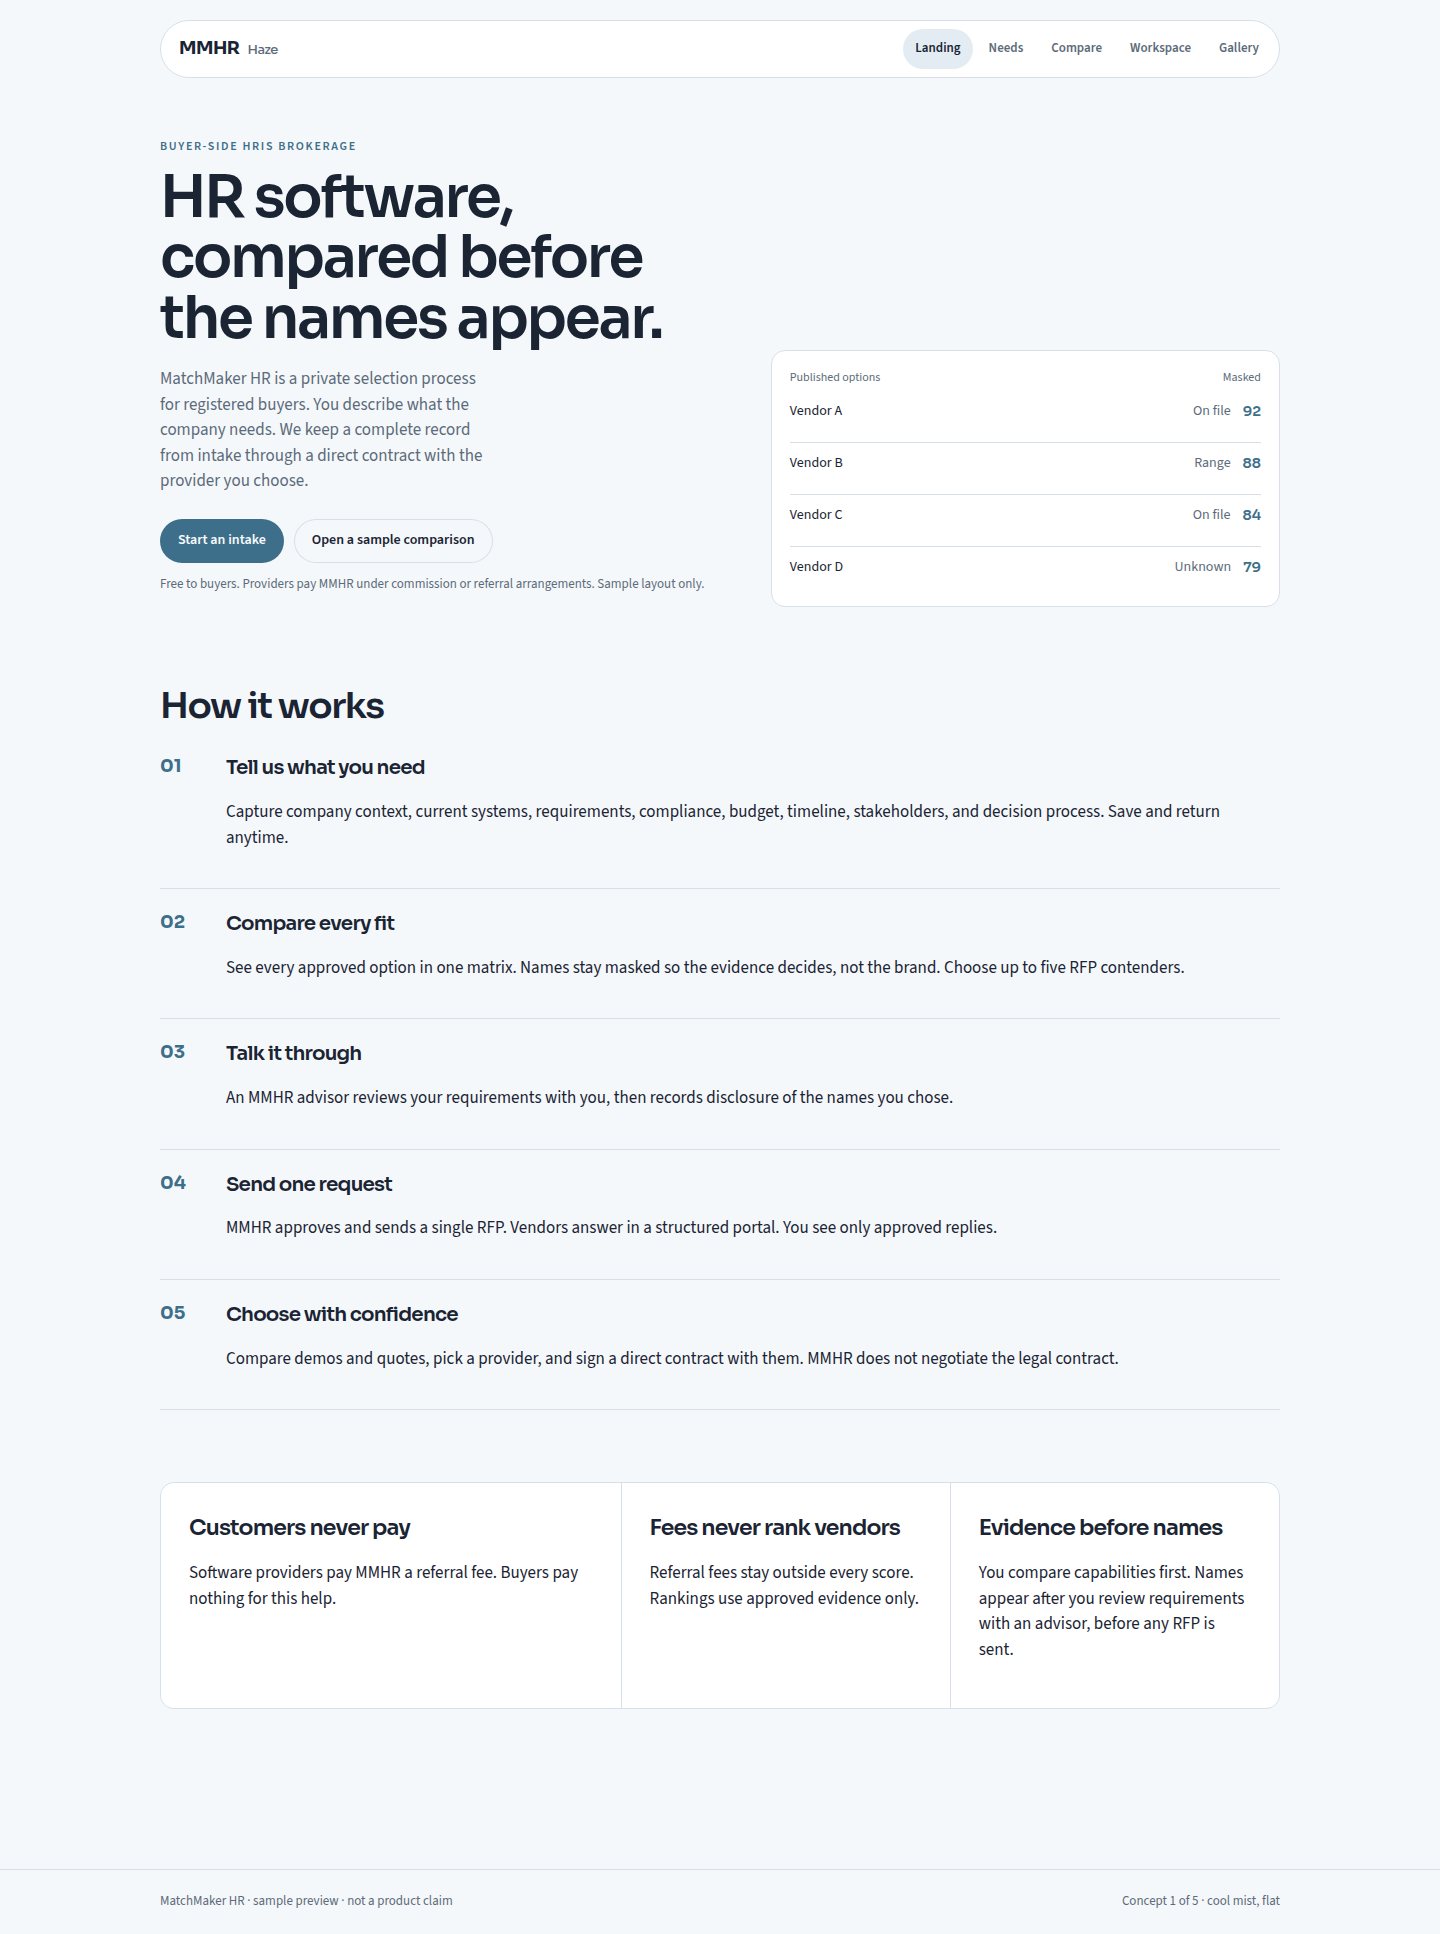 MMHR Haze
Landing Needs Compare Workspace Gallery
BUYER-SIDE HRIS BROKERAGE
HR software,
compared before
the names appear.
MatchMaker HR is a private selection process
for registered buyers. You describe what the
company needs. We keep a complete record
from intake through a direct contract with the
provider you choose.
Start an intake Open a sample comparison
Free to buyers. Providers pay MMHR under commission or referral arrangements. Sample layout only.
Published options Masked
Vendor A On file 92
Vendor B Range 88
Vendor C On file 84
Vendor D Unknown 79
How it works
01 Tell us what you need
Capture company context, current systems, requirements, compliance, budget, timeline, stakeholders, and decision process. Save and return
anytime.
02 Compare every fit
See every approved option in one matrix. Names stay masked so the evidence decides, not the brand. Choose up to five RFP contenders.
03 Talk it through
An MMHR advisor reviews your requirements with you, then records disclosure of the names you chose.
04 Send one request
MMHR approves and sends a single RFP. Vendors answer in a structured portal. You see only approved replies.
05 Choose with confidence
Compare demos and quotes, pick a provider, and sign a direct contract with them. MMHR does not negotiate the legal contract.
Customers never pay
Software providers pay MMHR a referral fee. Buyers pay
nothing for this help.
Fees never rank vendors
Referral fees stay outside every score.
Rankings use approved evidence only.
Evidence before names
You compare capabilities first. Names
appear after you review requirements
with an advisor, before any RFP is
sent.
MatchMaker HR · sample preview · not a product claim
Concept 1 of 5 · cool mist, flat